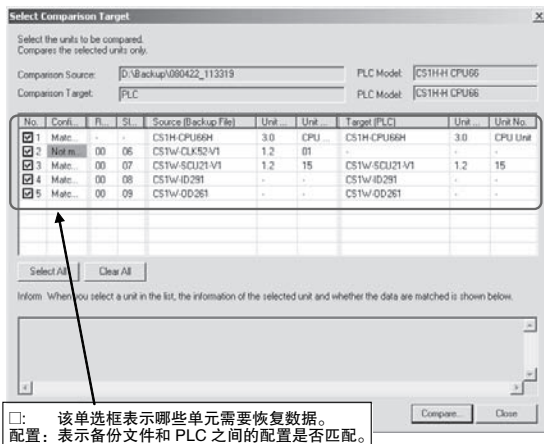 Select Comparison Target
Select the units to be compared.
Compares the selected units only.
Comparison Source: D:\Backup\080422_113319 PLC Model: CS1H-H CPU66
Comparison Target: PLC PLC Model: CS1H-H CPU66
No. Confi... R... Sl... Source (Backup File) Unit ... Unit ... Target (PLC) Unit ... Unit No.
1 Matc... - - CS1H-CPU66H 3.0 CPU ... CS1H-CPU66H 3.0 CPU Unit
2 Not m... 00 06 CS1W-CLK52-V1 1.2 01 - - -
3 Matc... 00 07 CS1W-SCU21-V1 1.2 15 CS1W-SCU21-V1 1.2 15
4 Matc... 00 08 CS1W-ID291 - - CS1W-ID291 - -
5 Matc... 00 09 CS1W-OD261 - - CS1W-OD261 - -
Select All Clear All
Inform When you select a unit in the list, the information of the selected unit and whether the data are matched is shown below.
Compare... Close
□: 该单选框表示哪些单元需要恢复数据。
配置：表示备份文件和 PLC 之间的配置是否匹配。